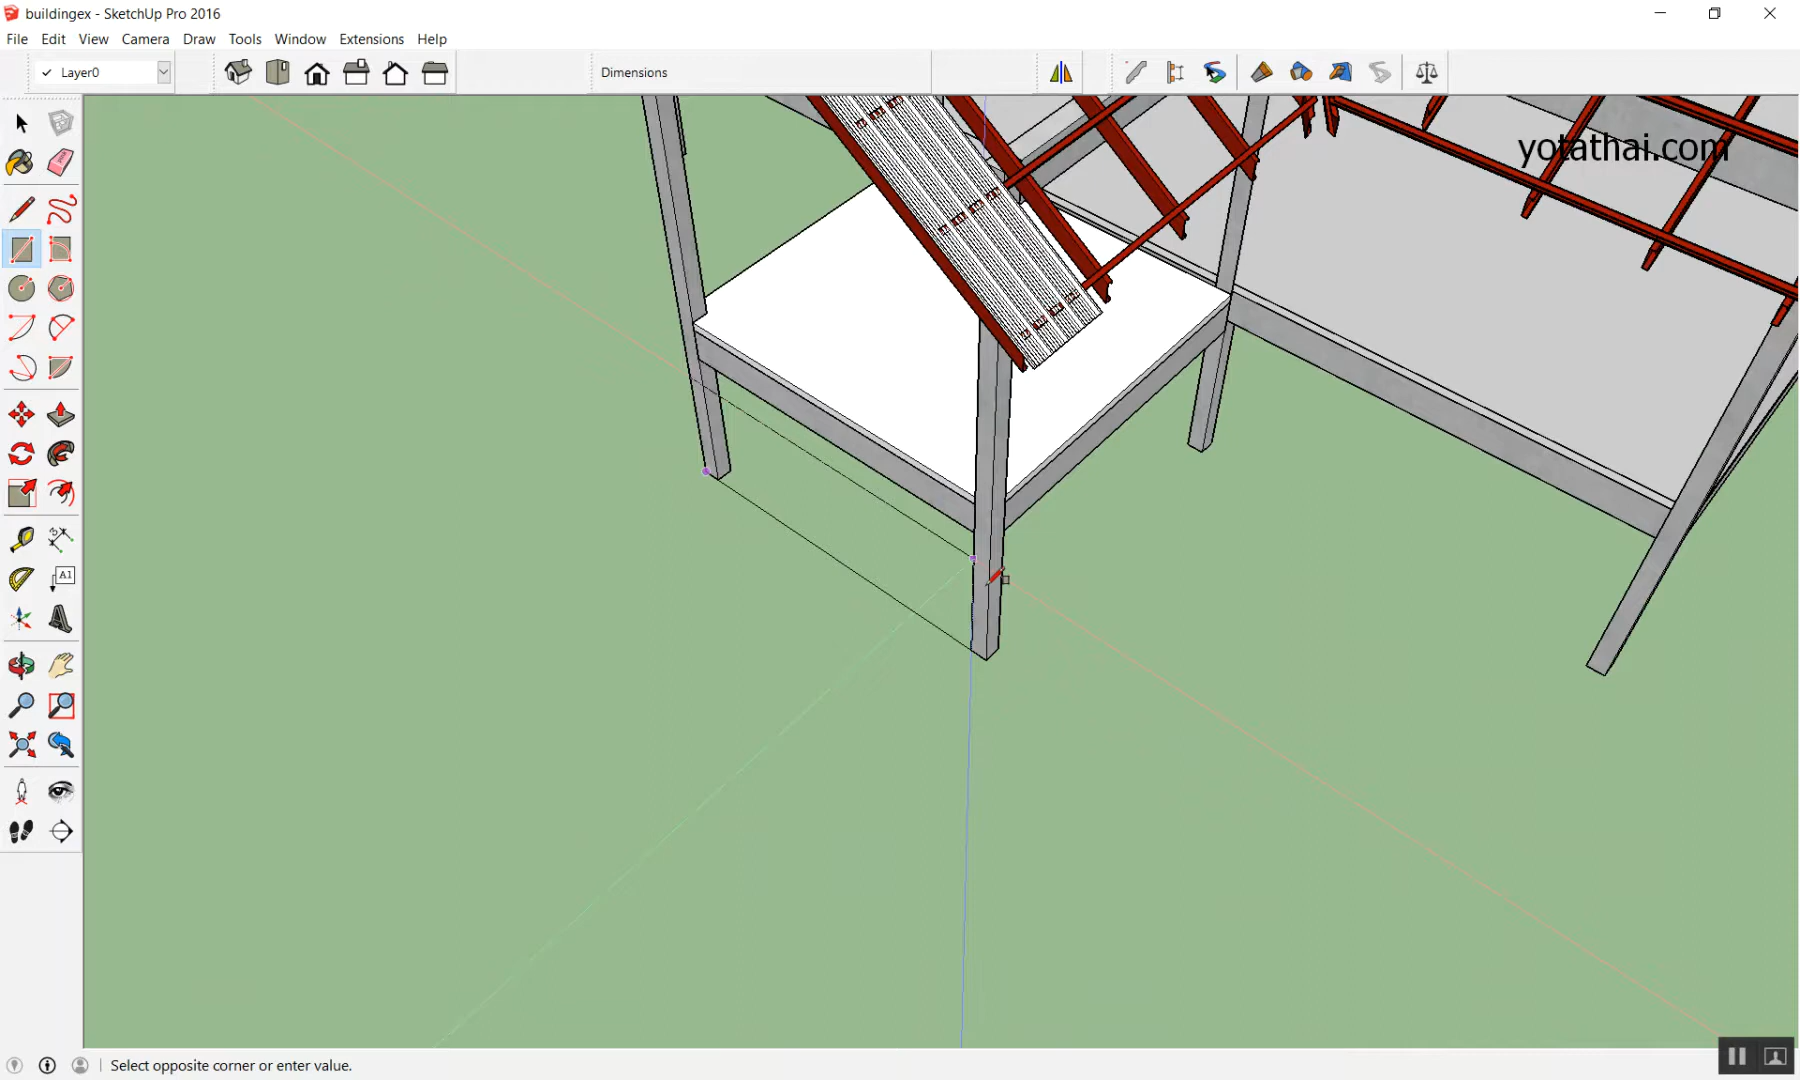 buildingex - SketchUp Pro 2016
File Edit View Camera Draw Tools Window Extensions Help
Layer0
Dimensions
yotathai.com
A1
Select opposite corner or enter value.